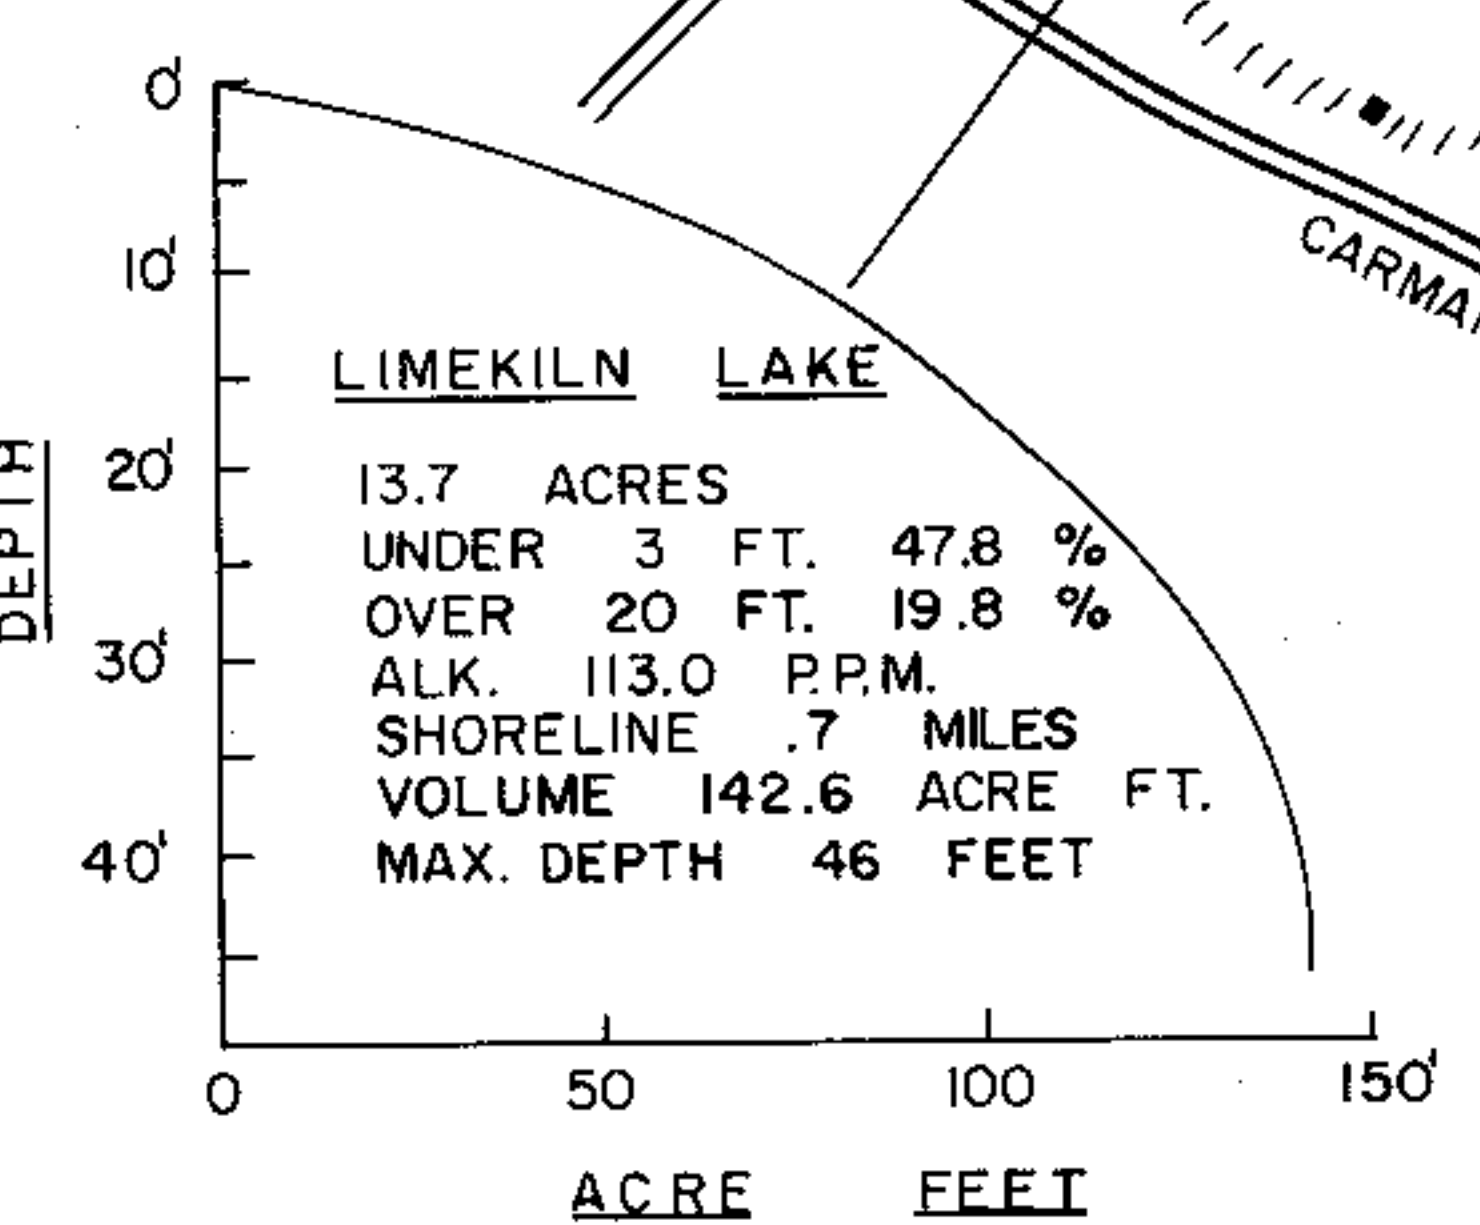 0'
10'
20'
30'
40'
DEPTH
CARMA
LIMEKILN LAKE
13.7 ACRES
UNDER 3 FT. 47.8 %
OVER 20 FT. 19.8 %
ALK. 113.0 P.P.M.
SHORELINE .7 MILES
VOLUME 142.6 ACRE FT.
MAX. DEPTH 46 FEET
0 50 100 150'
ACRE FEET